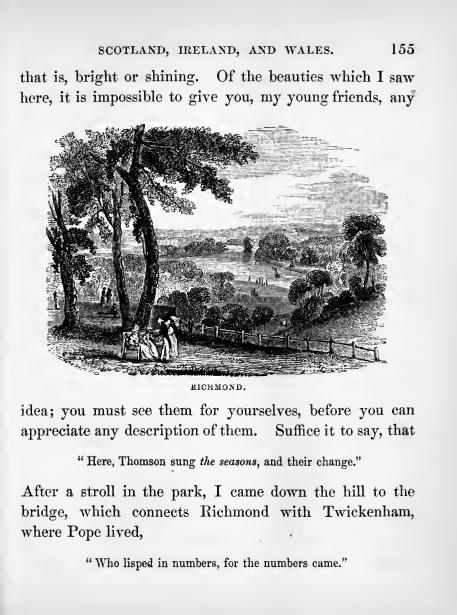 SCOTLAND, IRELAND, AND WALES. 155
that is, bright or shining. Of the beauties which I saw
here, it is impossible to give you, my young friends, any
RICHMOND.
idea; you must see them for yourselves, before you can
appreciate any description of them. Suffice it to say, that
“Here, Thomson sung the seasons, and their change.”
After a stroll in the park, I came down the hill to the
bridge, which connects Richmond with Twickenham,
where Pope lived,
“Who lisped in numbers, for the numbers came.”